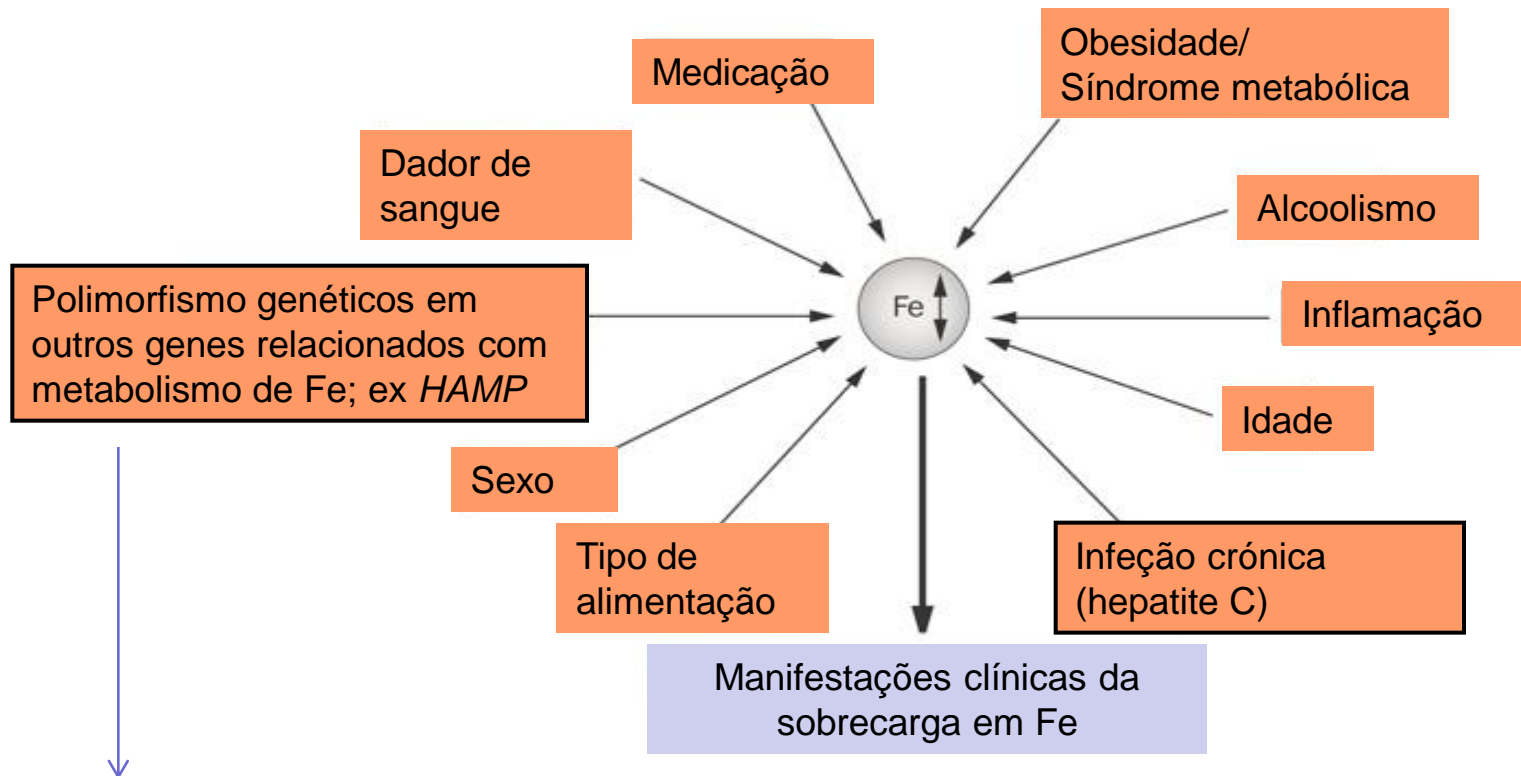 Medicação
Obesidade/
Síndrome metabólica
Dador de
sangue
Alcoolismo
Polimorfismo genéticos em
outros genes relacionados com
metabolismo de Fe; ex HAMP
Fe
Inflamação
Idade
Sexo
Tipo de
alimentação
Infeção crónica
(hepatite C)
Manifestações clínicas da
sobrecarga em Fe